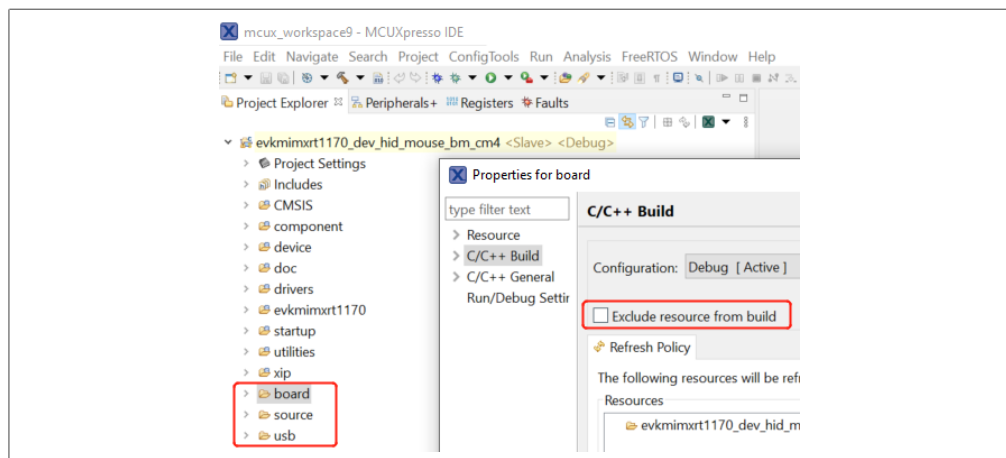 mcux_workspace9 - MCUXpresso IDE
File Edit Navigate Search Project ConfigTools Run Analysis FreeRTOS Window Help
Project Explorer Peripherals+ Registers Faults
evkmimxrt1170_dev_hid_mouse_bm_cm4 <Slave> <Debug>
Project Settings
Includes
CMSIS
component
device
doc
drivers
evkmimxrt1170
startup
utilities
xip
board
source
usb
Properties for board
type filter text
Resource
C/C++ Build
C/C++ General
Run/Debug Settir
C/C++ Build
Configuration: Debug [ Active ]
Exclude resource from build
Refresh Policy
The following resources will be refr
Resources
evkmimxrt1170_dev_hid_m